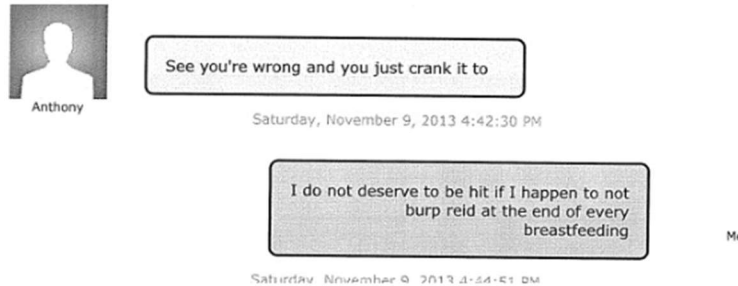 Anthony
See you're wrong and you just crank it to
Saturday, November 9, 2013 4:42:30 PM
I do not deserve to be hit if I happen to not
burp reid at the end of every
breastfeeding
Saturday, November 9, 2013 4:44:51 PM